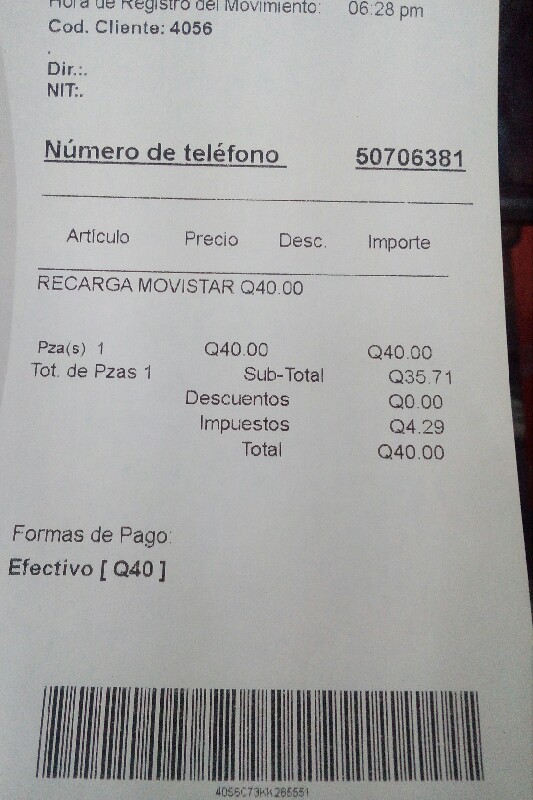 Hora de Registro del Movimiento: 06:28 pm
Cod. Cliente: 4056
.
Dir.:.
NIT:.
Número de teléfono 50706381
Artículo Precio Desc. Importe
RECARGA MOVISTAR Q40.00
Pza(s) 1 Q40.00 Q40.00
Tot. de Pzas 1 Sub-Total Q35.71
Descuentos Q0.00
Impuestos Q4.29
Total Q40.00
Formas de Pago:
Efectivo [ Q40 ]